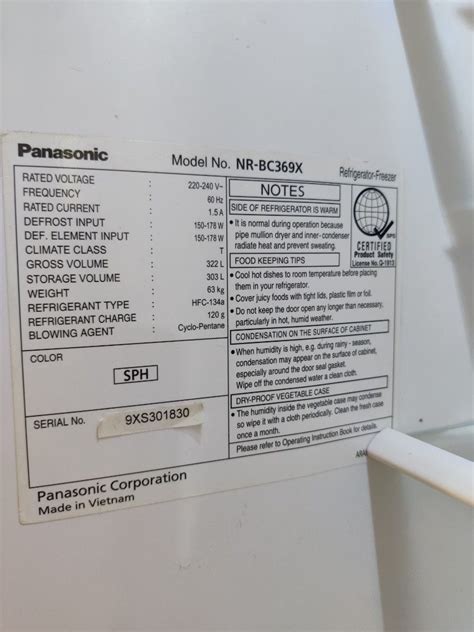 Panasonic
Model No. NR-BC369X
Refrigerator-Freezer
RATED VOLTAGE : 220-240 V~
FREQUENCY : 60 Hz
RATED CURRENT : 1.5 A
DEFROST INPUT : 150-178 W
DEF. ELEMENT INPUT : 150-178 W
CLIMATE CLASS : T
GROSS VOLUME : 322 L
STORAGE VOLUME : 303 L
WEIGHT : 63 kg
REFRIGERANT TYPE : HFC-134a
REFRIGERANT CHARGE : 120 g
BLOWING AGENT : Cyclo-Pentane
COLOR
SPH
SERIAL No.
9XS301830
Panasonic Corporation
Made in Vietnam
NOTES
SIDE OF REFRIGERATOR IS WARM
• It is normal during operation because
pipe mullion dryer and inner- condenser
radiate heat and prevent sweating.
FOOD KEEPING TIPS
• Cool hot dishes to room temperature before placing
them in your refrigerator.
• Cover juicy foods with tight lids, plastic film or foil.
• Do not keep the door open any longer than necessary,
particularly in hot, humid weather.
CONDENSATION ON THE SURFACE OF CABINET
• When humidity is high, e.g. during rainy - season,
condensation may appear on the surface of cabinet,
especially around the door seal gasket.
Wipe off the condensed water a clean cloth.
DRY-PROOF VEGETABLE CASE
• The humidity inside the vegetable case may condense
so wipe it with a cloth periodically. Clean the fresh case
once a month.
Please refer to Operating Instruction Book for details.
CERTIFIED
Product Safety
License No. Q-1813